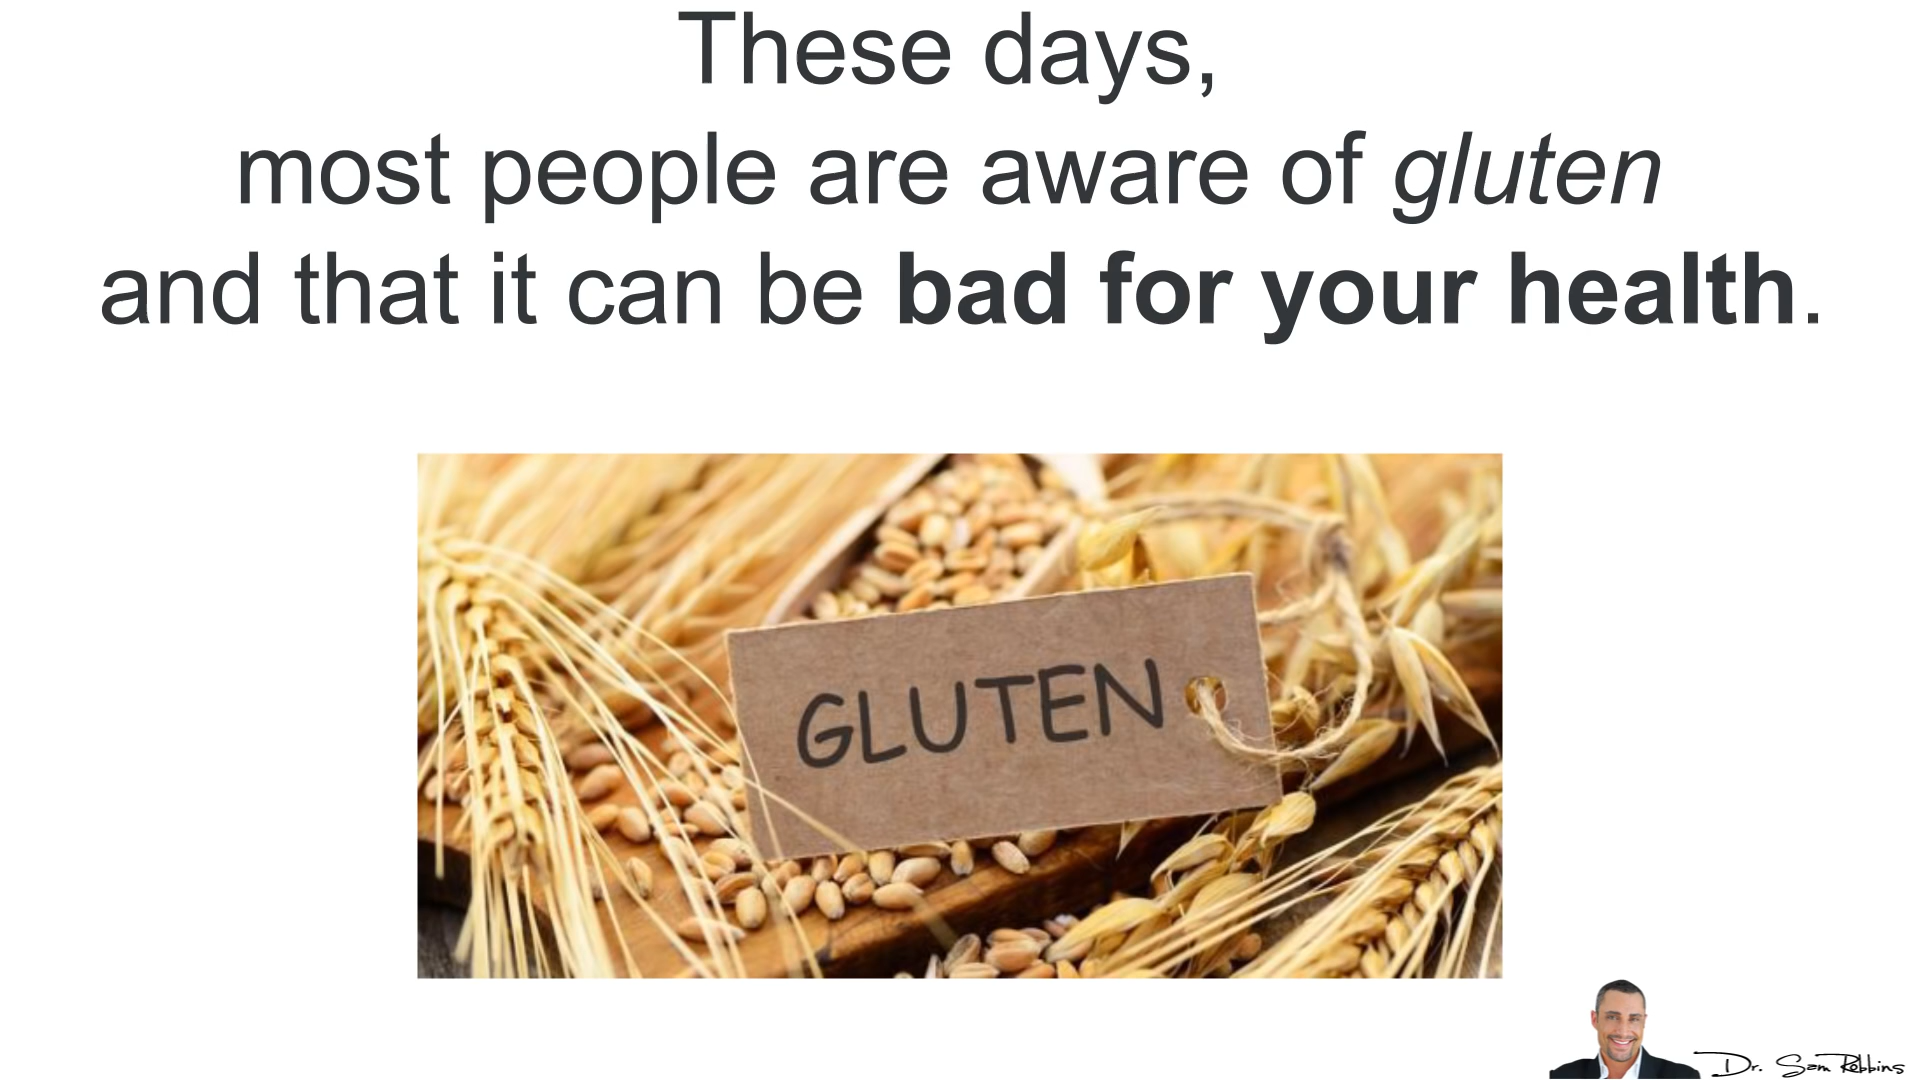 These days,
most people are aware of gluten
and that it can be bad for your health.
GLUTEN
Dr. Sam Robbins